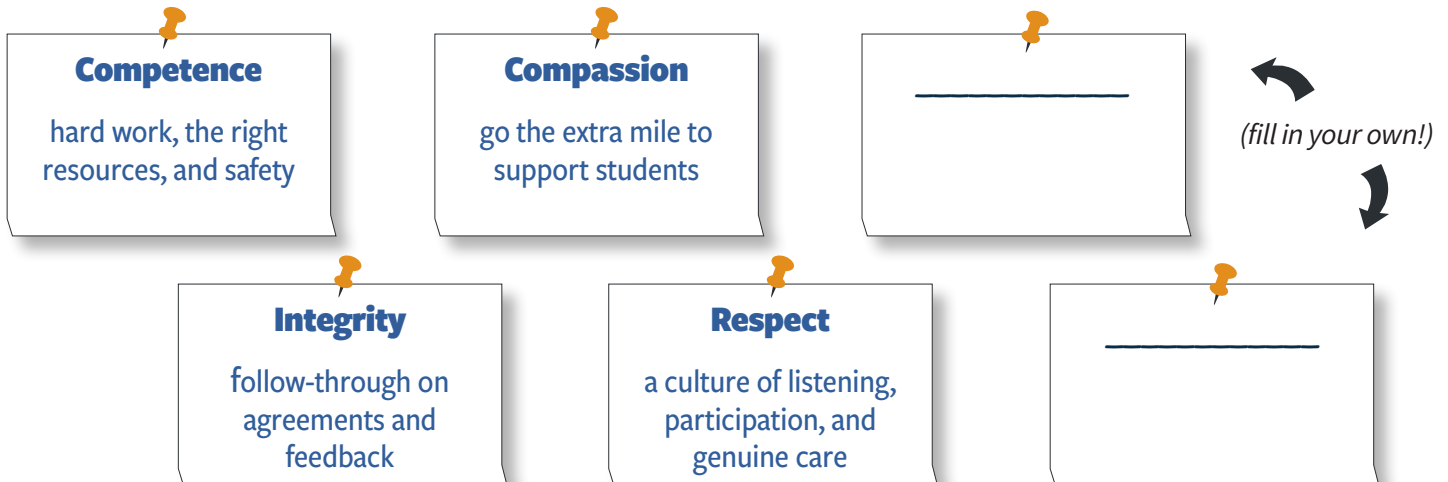 Competence
hard work, the right
resources, and safety
Compassion
go the extra mile to
support students
(fill in your own!)
Integrity
follow-through on
agreements and
feedback
Respect
a culture of listening,
participation, and
genuine care